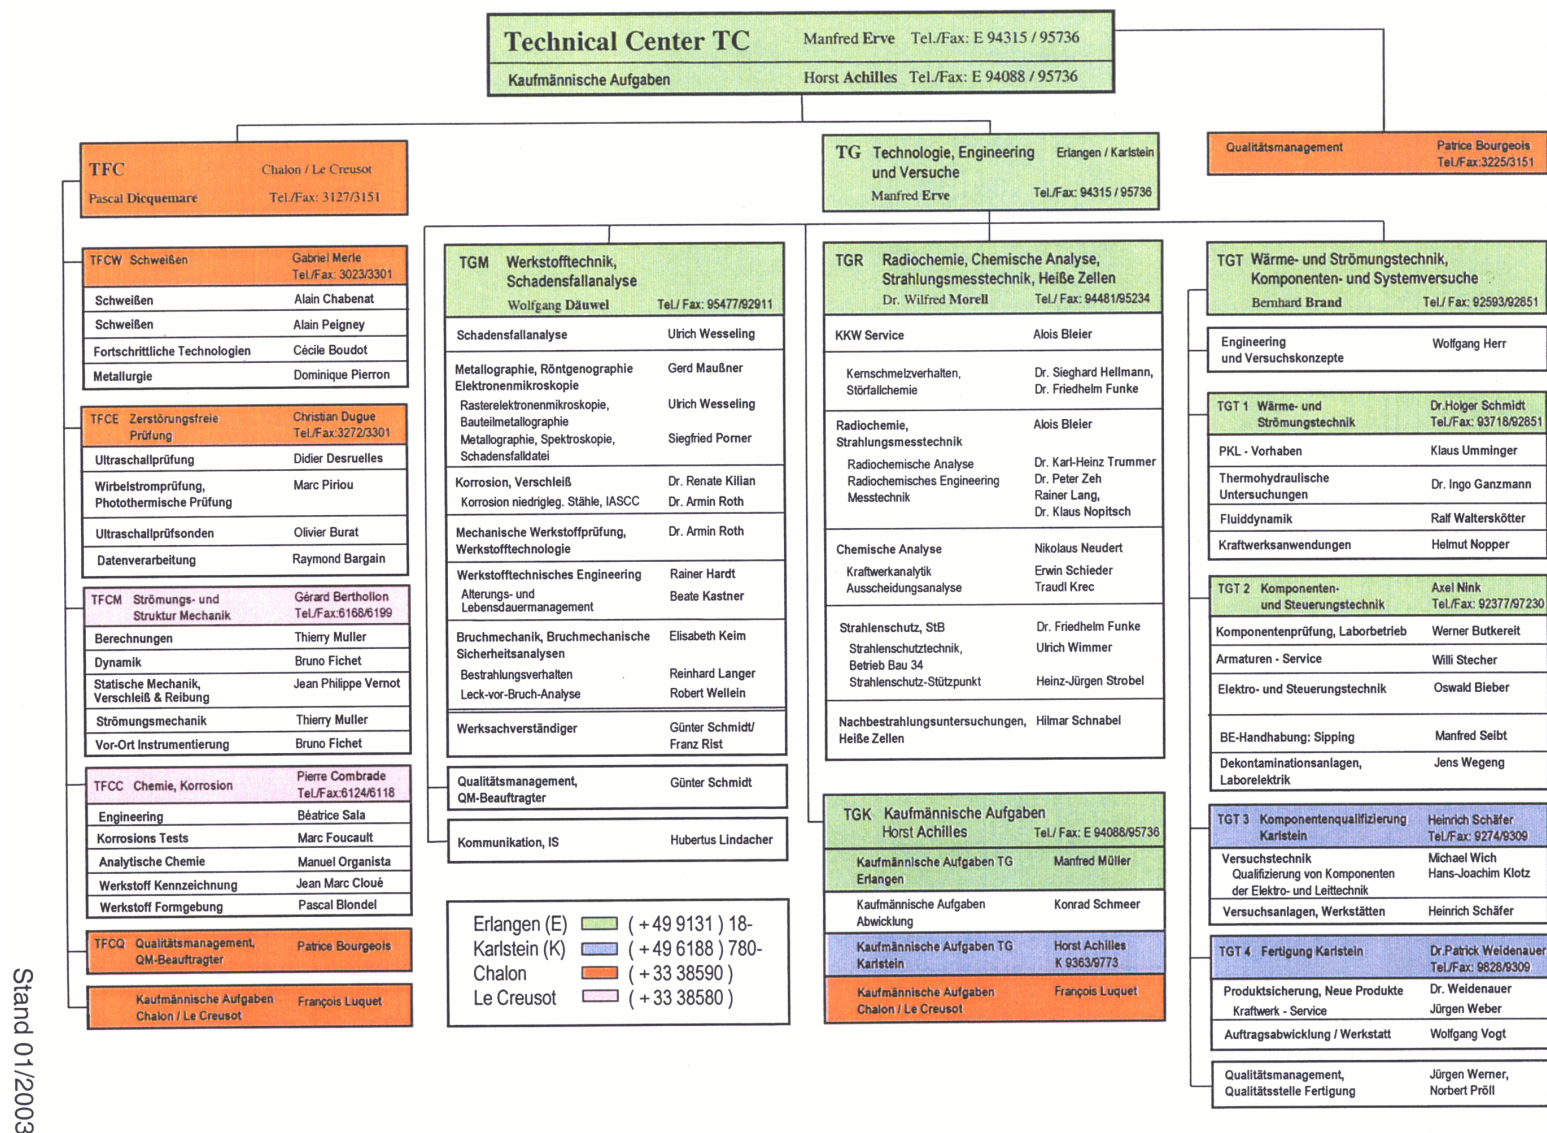 Technical Center TC Manfred Erve Tel./Fax: E 94315 / 95736
Kaufmännische Aufgaben Horst Achilles Tel./Fax: E 94088 / 95736
TFC Chalon / Le Creusot
Pascal Dicquemare Tel./Fax: 3127/3151
TG Technologie, Engineering Erlangen / Karlstein
und Versuche
Manfred Erve Tel./Fax: 94315 / 95736
Qualitätsmanagement Patrice Bourgeois
Tel./Fax:3225/3151
TFCW Schweißen Gabriel Merle
Tel./Fax: 3023/3301
Schweißen Alain Chabenat
Schweißen Alain Peigney
Fortschrittliche Technologien Cécile Boudot
Metallurgie Dominique Pierron
TFCE Zerstörungsfreie Christian Dugue
Prüfung Tel./Fax:3272/3301
Ultraschallprüfung Didier Desruelles
Wirbelstromprüfung, Marc Piriou
Photothermische Prüfung
Ultraschallprüfsonden Olivier Burat
Datenverarbeitung Raymond Bargain
TFCM Strömungs- und Gérard Berthollon
Struktur Mechanik Tel./Fax:6168/6199
Berechnungen Thierry Muller
Dynamik Bruno Fichet
Statische Mechanik, Jean Philippe Vernot
Verschleiß & Reibung
Strömungsmechanik Thierry Muller
Vor-Ort Instrumentierung Bruno Fichet
TFCC Chemie, Korrosion Pierre Combrade
Tel./Fax:6124/6118
Engineering Béatrice Sala
Korrosions Tests Marc Foucault
Analytische Chemie Manuel Organista
Werkstoff Kennzeichnung Jean Marc Cloué
Werkstoff Formgebung Pascal Blondel
TFCQ Qualitätsmanagement, Patrice Bourgeois
QM-Beauftragter
Kaufmännische Aufgaben François Luquet
Chalon / Le Creusot
TGM Werkstofftechnik,
Schadensfallanalyse
Wolfgang Däuwel Tel./ Fax: 95477/92911
Schadensfallanalyse Ulrich Wesseling
Metallographie, Röntgenographie Gerd Maußner
Elektronenmikroskopie
Rasterelektronenmikroskopie, Ulrich Wesseling
Bauteilmetallographie
Metallographie, Spektroskopie, Siegfried Porner
Schadensfalldatei
Korrosion, Verschleiß Dr. Renate Kilian
Korrosion niedrigleg. Stähle, IASCC Dr. Armin Roth
Mechanische Werkstoffprüfung, Dr. Armin Roth
Werkstofftechnologie
Werkstofftechnisches Engineering Rainer Hardt
Alterungs- und Beate Kastner
Lebensdauermanagement
Bruchmechanik, Bruchmechanische Elisabeth Keim
Sicherheitsanalysen
Bestrahlungsverhalten Reinhard Langer
Leck-vor-Bruch-Analyse Robert Wellein
Werksachverständiger Günter Schmidt/
Franz Rist
Qualitätsmanagement, Günter Schmidt
QM-Beauftragter
Kommunikation, IS Hubertus Lindacher
Erlangen (E) ( + 49 9131 ) 18-
Karlstein (K) ( + 49 6188 ) 780-
Chalon ( + 33 38590 )
Le Creusot ( + 33 38580 )
TGR Radiochemie, Chemische Analyse,
Strahlungsmesstechnik, Heiße Zellen
Dr. Wilfred Morell Tel./ Fax: 94481/95234
KKW Service Alois Bleier
Kernschmelzverhalten, Dr. Sieghard Hellmann,
Störfallchemie Dr. Friedhelm Funke
Radiochemie, Alois Bleier
Strahlungsmesstechnik
Radiochemische Analyse Dr. Karl-Heinz Trummer
Radiochemisches Engineering Dr. Peter Zeh
Messtechnik Rainer Lang,
Dr. Klaus Nopitsch
Chemische Analyse Nikolaus Neudert
Kraftwerkanalytik Erwin Schieder
Ausscheidungsanalyse Traudl Krec
Strahlenschutz, StB Dr. Friedhelm Funke
Strahlenschutztechnik, Ulrich Wimmer
Betrieb Bau 34
Strahlenschutz-Stützpunkt Heinz-Jürgen Strobel
Nachbestrahlungsuntersuchungen, Hilmar Schnabel
Heiße Zellen
TGK Kaufmännische Aufgaben
Horst Achilles Tel./ Fax: E 94088/95736
Kaufmännische Aufgaben TG Manfred Müller
Erlangen
Kaufmännische Aufgaben Konrad Schmeer
Abwicklung
Kaufmännische Aufgaben TG Horst Achilles
Karlstein K 9363/9773
Kaufmännische Aufgaben François Luquet
Chalon / Le Creusot
TGT Wärme- und Strömungstechnik,
Komponenten- und Systemversuche
Bernhard Brand Tel./ Fax: 92593/92851
Engineering Wolfgang Herr
und Versuchskonzepte
TGT 1 Wärme- und Dr.Holger Schmidt
Strömungstechnik Tel./Fax: 93718/92851
PKL - Vorhaben Klaus Umminger
Thermohydraulische Dr. Ingo Ganzmann
Untersuchungen
Fluiddynamik Ralf Walterskötter
Kraftwerksanwendungen Helmut Nopper
TGT 2 Komponenten- Axel Nink
und Steuerungstechnik Tel./Fax: 92377/97230
Komponentenprüfung, Laborbetrieb Werner Butkereit
Armaturen - Service Willi Stecher
Elektro- und Steuerungstechnik Oswald Bieber
BE-Handhabung: Sipping Manfred Seibt
Dekontaminationsanlagen, Jens Wegeng
Laborelektrik
TGT 3 Komponentenqualifizierung Heinrich Schäfer
Karlstein Tel./Fax: 9274/9309
Versuchstechnik Michael Wich
Qualifizierung von Komponenten Hans-Joachim Klotz
der Elektro- und Leittechnik
Versuchsanlagen, Werkstätten Heinrich Schäfer
TGT 4 Fertigung Karlstein Dr.Patrick Weidenauer
Tel./Fax: 9828/9309
Produktsicherung, Neue Produkte Dr. Weidenauer
Kraftwerk - Service Jürgen Weber
Auftragsabwicklung / Werkstatt Wolfgang Vogt
Qualitätsmanagement, Jürgen Werner,
Qualitätsstelle Fertigung Norbert Pröll
Stand 01/2003